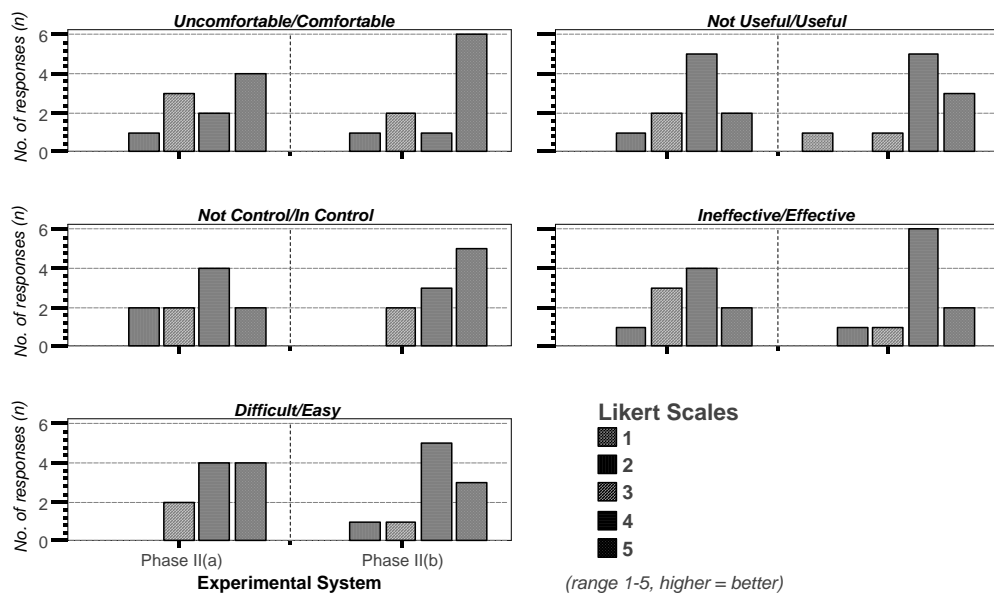 Uncomfortable/Comfortable
Not Useful/Useful
No. of responses (n)
6
4
2
0
Not Control/In Control
Ineffective/Effective
No. of responses (n)
6
4
2
0
Difficult/Easy
No. of responses (n)
6
4
2
0
Phase II(a)
Phase II(b)
Experimental System
Likert Scales
1
2
3
4
5
(range 1-5, higher = better)